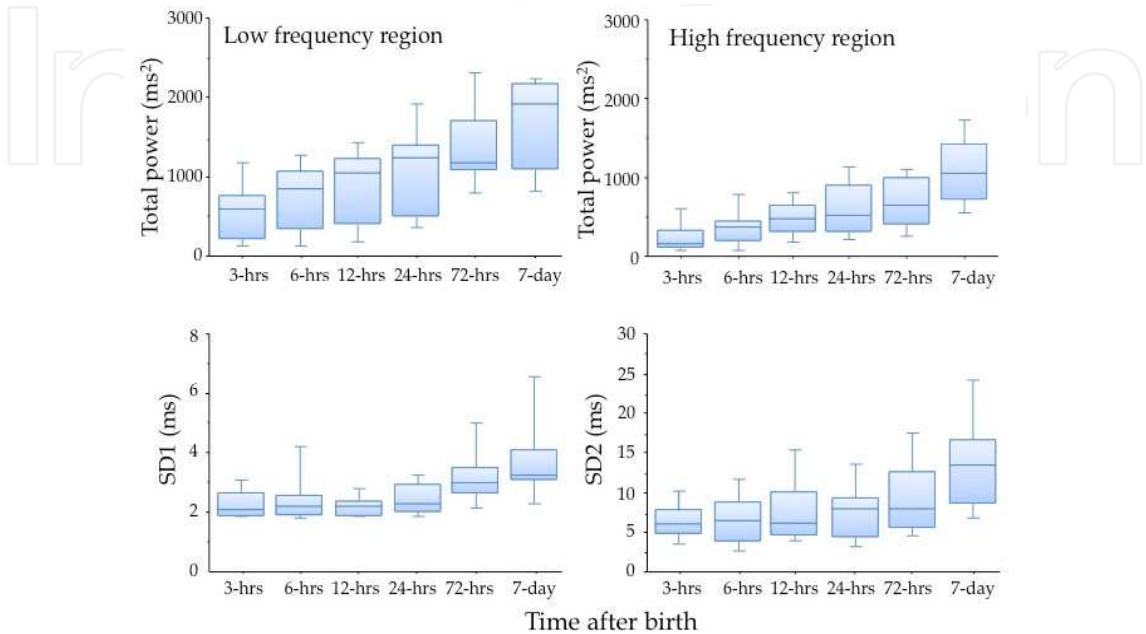 Low frequency region
Total power (ms²)
3000
2000
1000
0
3-hrs 6-hrs 12-hrs 24-hrs 72-hrs 7-day
High frequency region
Total power (ms²)
3000
2000
1000
0
3-hrs 6-hrs 12-hrs 24-hrs 72-hrs 7-day
SD1 (ms)
8
6
4
2
0
3-hrs 6-hrs 12-hrs 24-hrs 72-hrs 7-day
SD2 (ms)
30
25
20
15
10
5
0
3-hrs 6-hrs 12-hrs 24-hrs 72-hrs 7-day
Time after birth